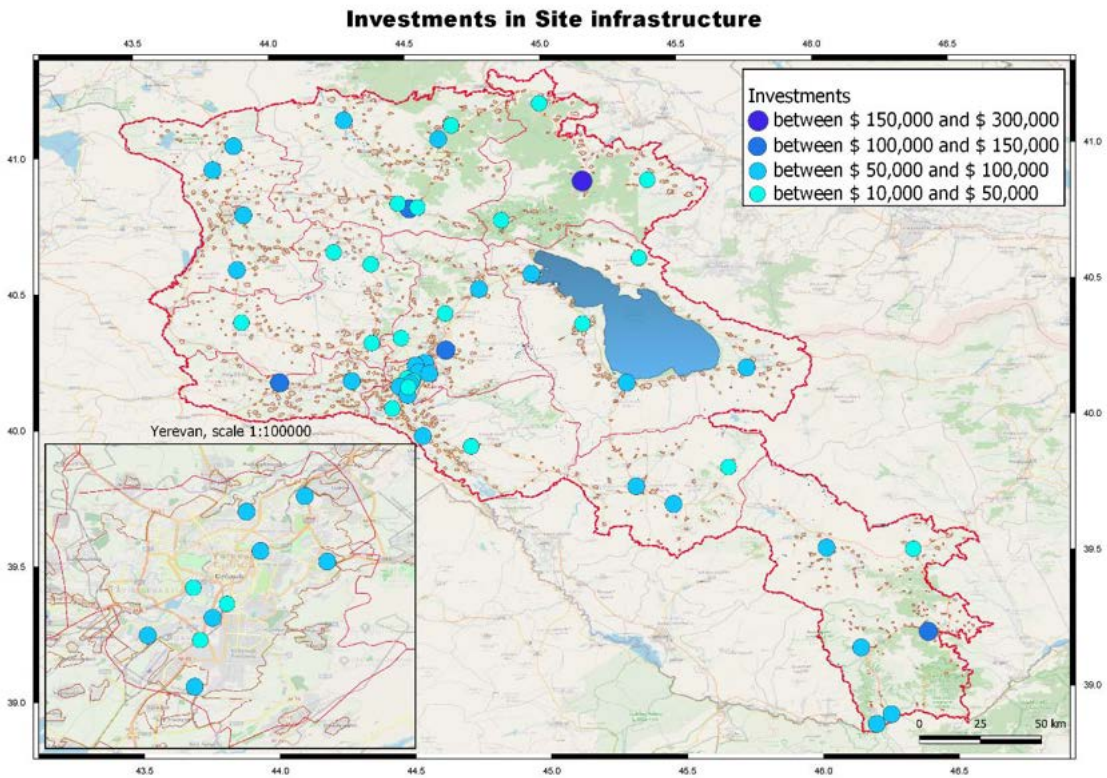 Investments in Site infrastructure
43.5 44.0 44.5 45.0 45.5 46.0 46.5
Investments
between $ 150,000 and $ 300,000
between $ 100,000 and $ 150,000
between $ 50,000 and $ 100,000
between $ 10,000 and $ 50,000
41.0 41.0
40.5 40.5
40.0 40.0
Yerevan, scale 1:100000
39.5 39.5
39.0 39.0
0 25 50 km
43.5 44.0 44.5 45.0 45.5 46.0 46.5